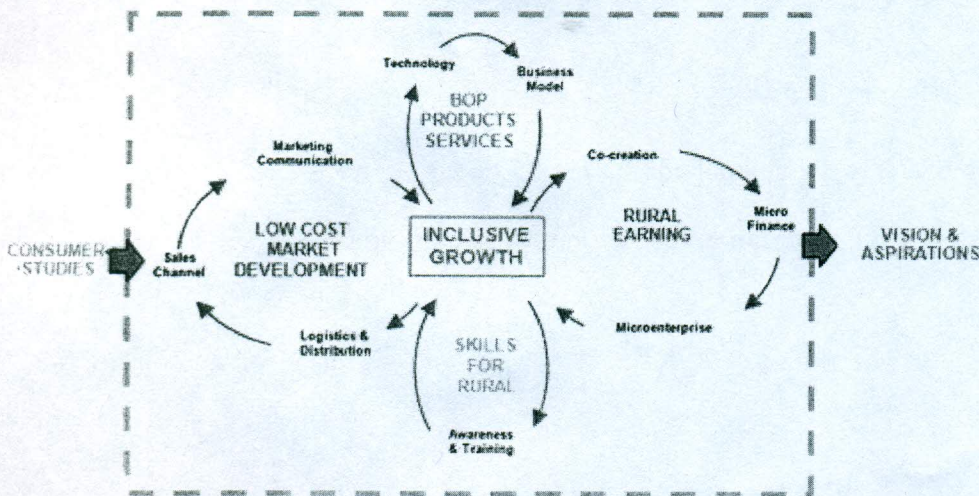 Technology
Business
Model
BOP
PRODUCTS
SERVICES
Marketing
Communication
Co-creation
CONSUMER
·STUDIES
Sales
Channel
LOW COST
MARKET
DEVELOPMENT
INCLUSIVE
GROWTH
RURAL
EARNING
Micro
Finance
VISION &
ASPIRATIONS
Logistics &
Distribution
SKILLS
FOR
RURAL
Microenterprise
Awareness
& Training